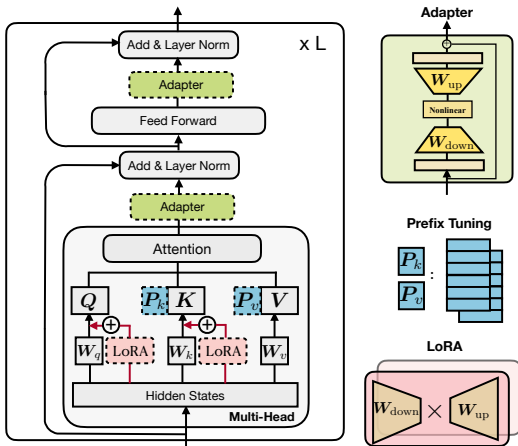 Add & Layer Norm
x L
Adapter
Feed Forward
Add & Layer Norm
Adapter
Attention
Q
P_k
K
P_v
V
+
+
W_q
LoRA
W_k
LoRA
W_v
Hidden States
Multi-Head
Adapter
+
W_up
Nonlinear
W_down
Prefix Tuning
P_k
:
P_v
LoRA
W_down × W_up